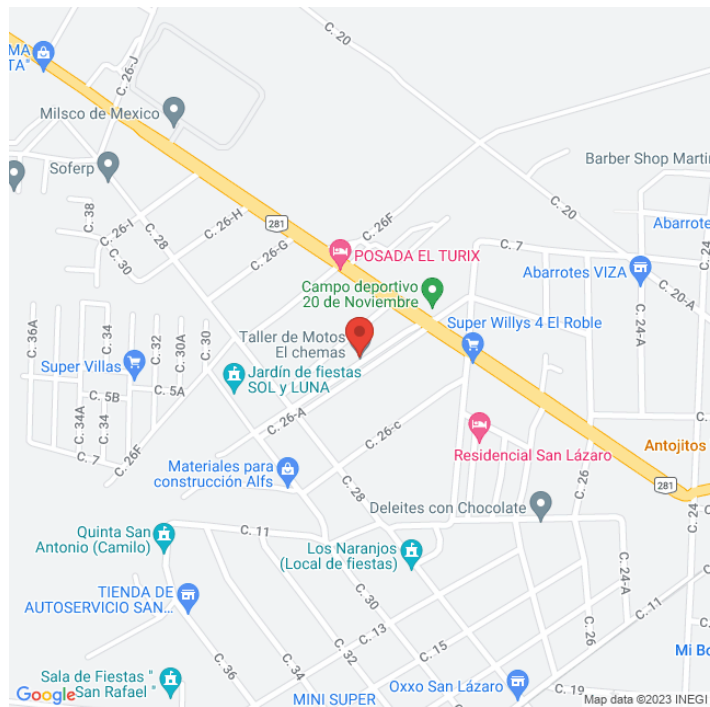 C. 20
C. 26-J
MA
TA"
Milsco de Mexico
Soferp
Barber Shop Martin
C. 38
C. 26-I
C. 28
C. 26-H
281
C. 26F
C. 20
Abarrotes
C. 24
C. 30
C. 26-G
POSADA EL TURIX
C. 7
Abarrotes VIZA
Campo deportivo
20 de Noviembre
C. 20-A
C. 36A
C. 34
C. 32
C. 30A
C. 30
Taller de Motos
El chemas
Super Willys 4 El Roble
C. 24-A
Super Villas
Jardín de fiestas
SOL y LUNA
C. 5A
C. 5B
C. 34A
C. 34
C. 26-A
C. 26-c
C. 7
C. 26F
Residencial San Lázaro
Antojitos
Materiales para
construcción Alfs
C. 28
C. 26
281
C. 24
Deleites con Chocolate
Quinta San
Antonio (Camilo)
C. 11
Los Naranjos
(Local de fiestas)
C. 24-A
TIENDA DE
AUTOSERVICIO SAN...
C. 30
C. 11
C. 13
C. 26
C. 36
C. 34
C. 32
C. 15
Mi Bo
Sala de Fiestas "
San Rafael "
Google
MINI SUPER
Oxxo San Lázaro
C. 19
Map data ©2023 INEGI